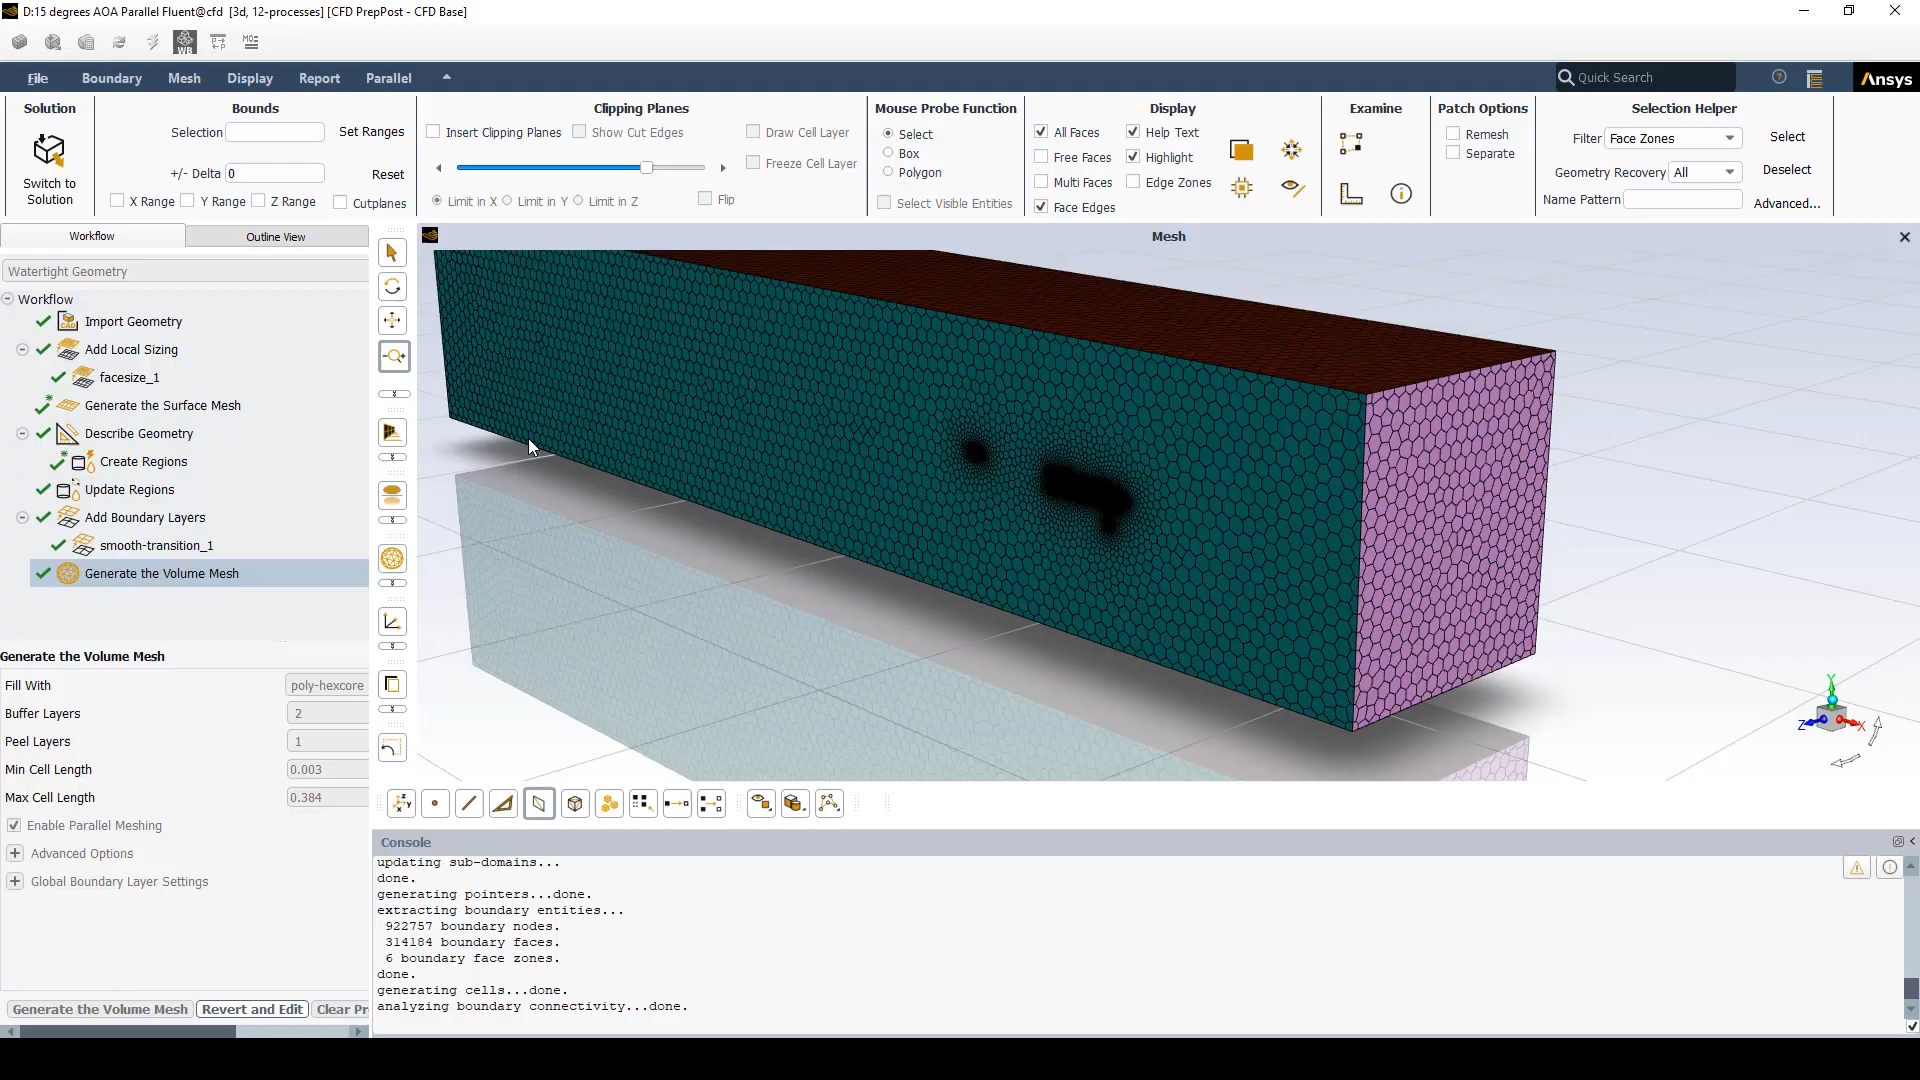 D:15 degrees AOA Parallel Fluent@cfd [3d, 12-processes] [CFD PrepPost - CFD Base]
WB
File Boundary Mesh Display Report Parallel Quick Search Ansys
Solution
Switch to
Solution
Bounds
Selection Set Ranges
+/- Delta 0 Reset
X Range Y Range Z Range Cutplanes
Clipping Planes
Insert Clipping Planes Show Cut Edges Draw Cell Layer
Freeze Cell Layer
Limit in X Limit in Y Limit in Z Flip
Mouse Probe Function
Select
Box
Polygon
Select Visible Entities
Display
All Faces Help Text
Free Faces Highlight
Multi Faces Edge Zones
Face Edges
Examine
Patch Options
Remesh
Separate
Selection Helper
Filter Face Zones Select
Geometry Recovery All Deselect
Name Pattern Advanced...
Workflow Outline View
Watertight Geometry
Workflow
Import Geometry
Add Local Sizing
facesize_1
Generate the Surface Mesh
Describe Geometry
Create Regions
Update Regions
Add Boundary Layers
smooth-transition_1
Generate the Volume Mesh
Generate the Volume Mesh
Fill With poly-hexcore
Buffer Layers 2
Peel Layers 1
Min Cell Length 0.003
Max Cell Length 0.384
Enable Parallel Meshing
Advanced Options
Global Boundary Layer Settings
Generate the Volume Mesh Revert and Edit Clear Pr
Mesh
Y
Z X
Console
updating sub-domains...
done.
generating pointers...done.
extracting boundary entities...
922757 boundary nodes.
314184 boundary faces.
6 boundary face zones.
done.
generating cells...done.
analyzing boundary connectivity...done.